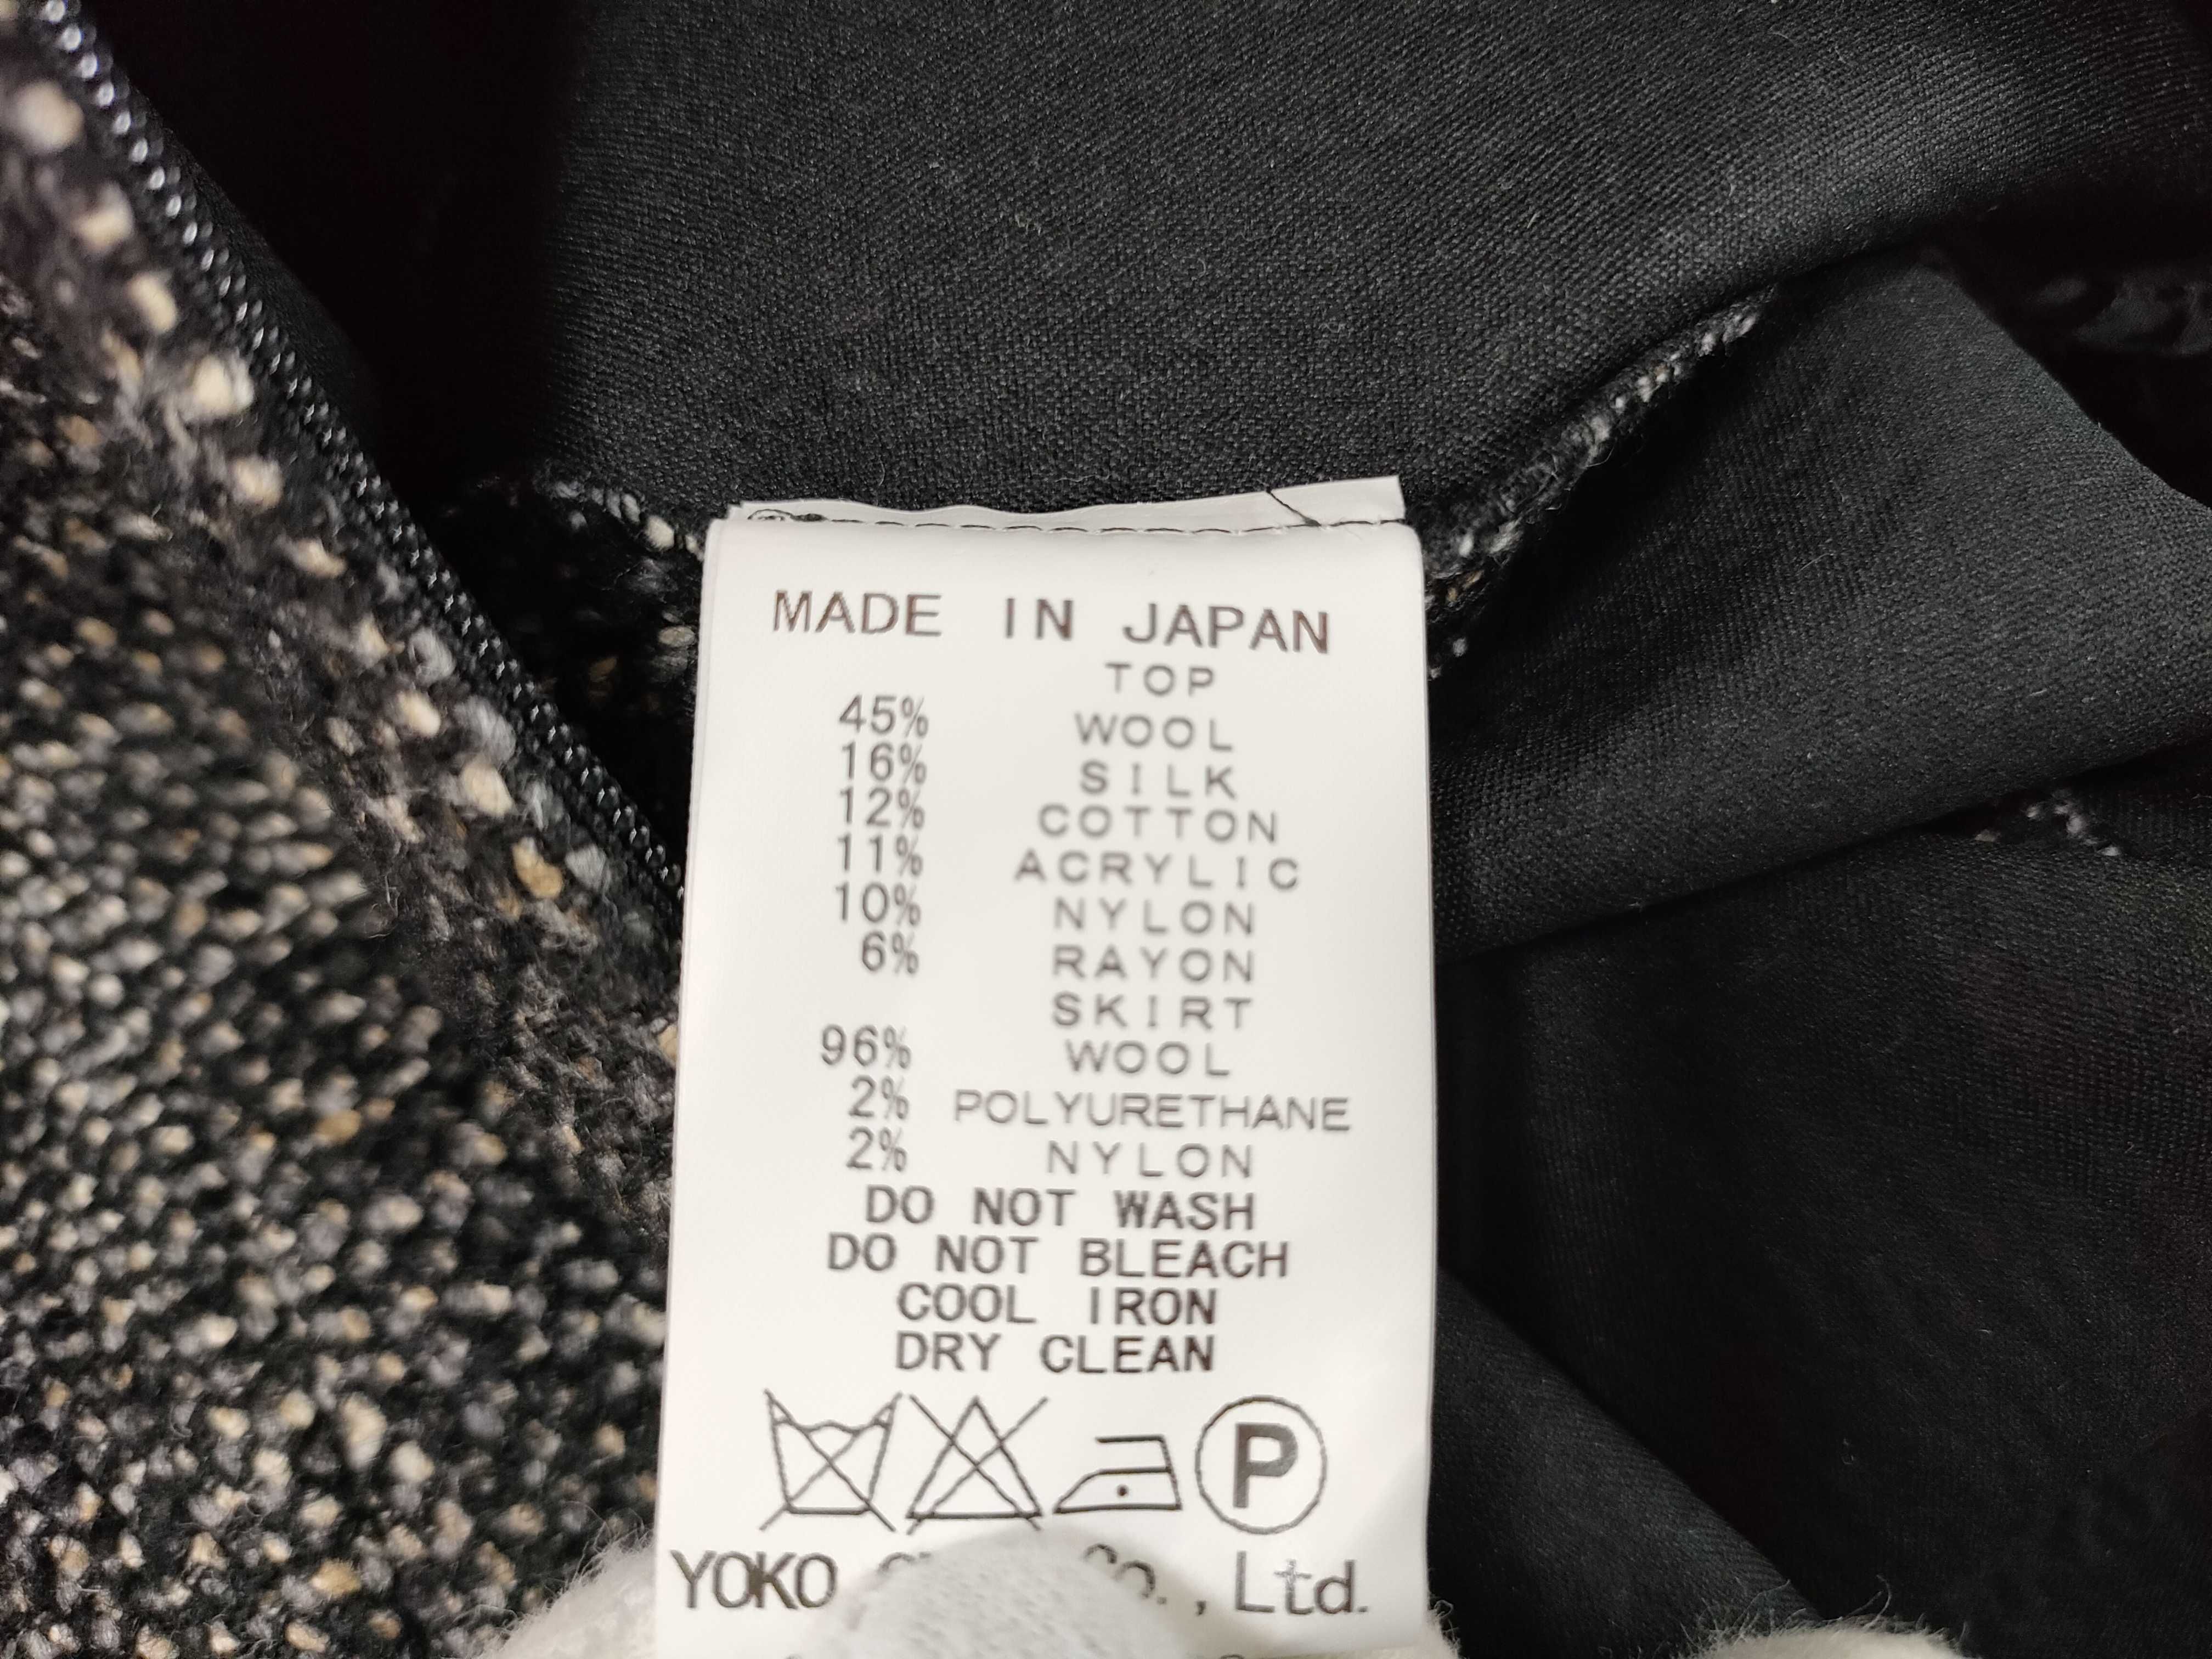 MADE IN JAPAN
TOP
45% WOOL
16% SILK
12% COTTON
11% ACRYLIC
10% NYLON
6% RAYON
SKIRT
96% WOOL
2% POLYURETHANE
2% NYLON
DO NOT WASH
DO NOT BLEACH
COOL IRON
DRY CLEAN
P
YOKO Co., Ltd.